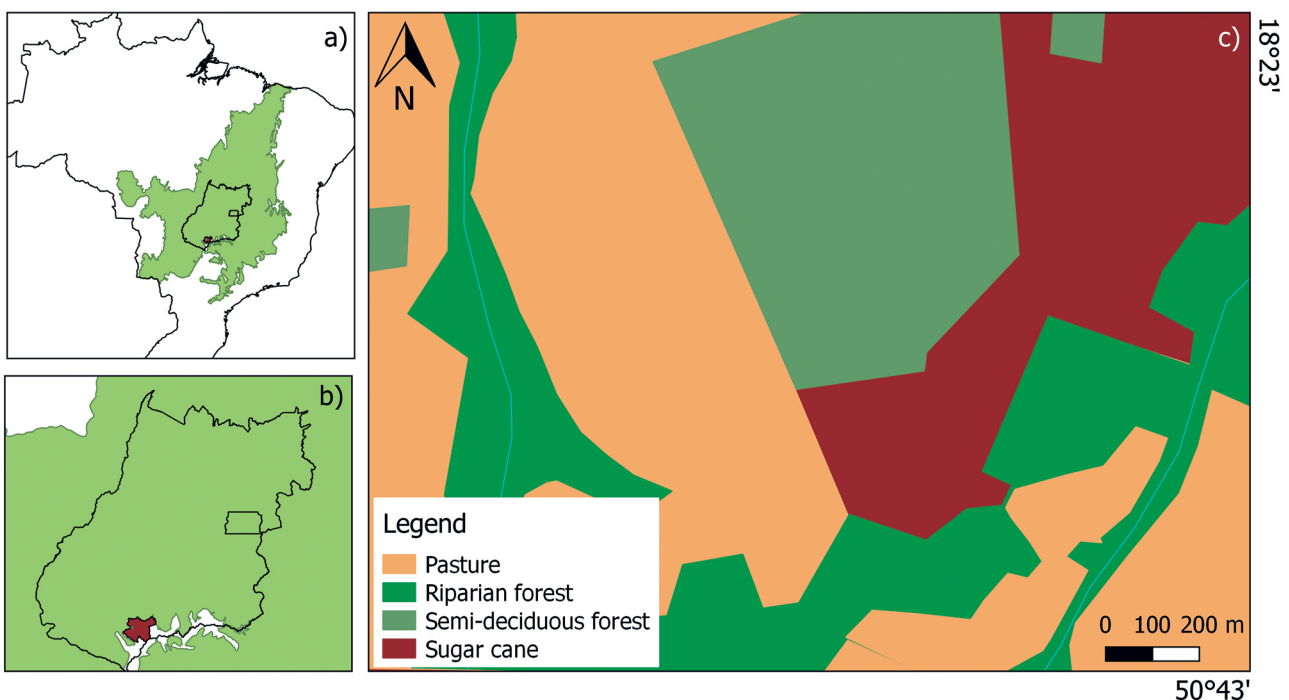 a)
b)
c)
N
18°23'
Legend
Pasture
Riparian forest
Semi-deciduous forest
Sugar cane
0 100 200 m
50°43'